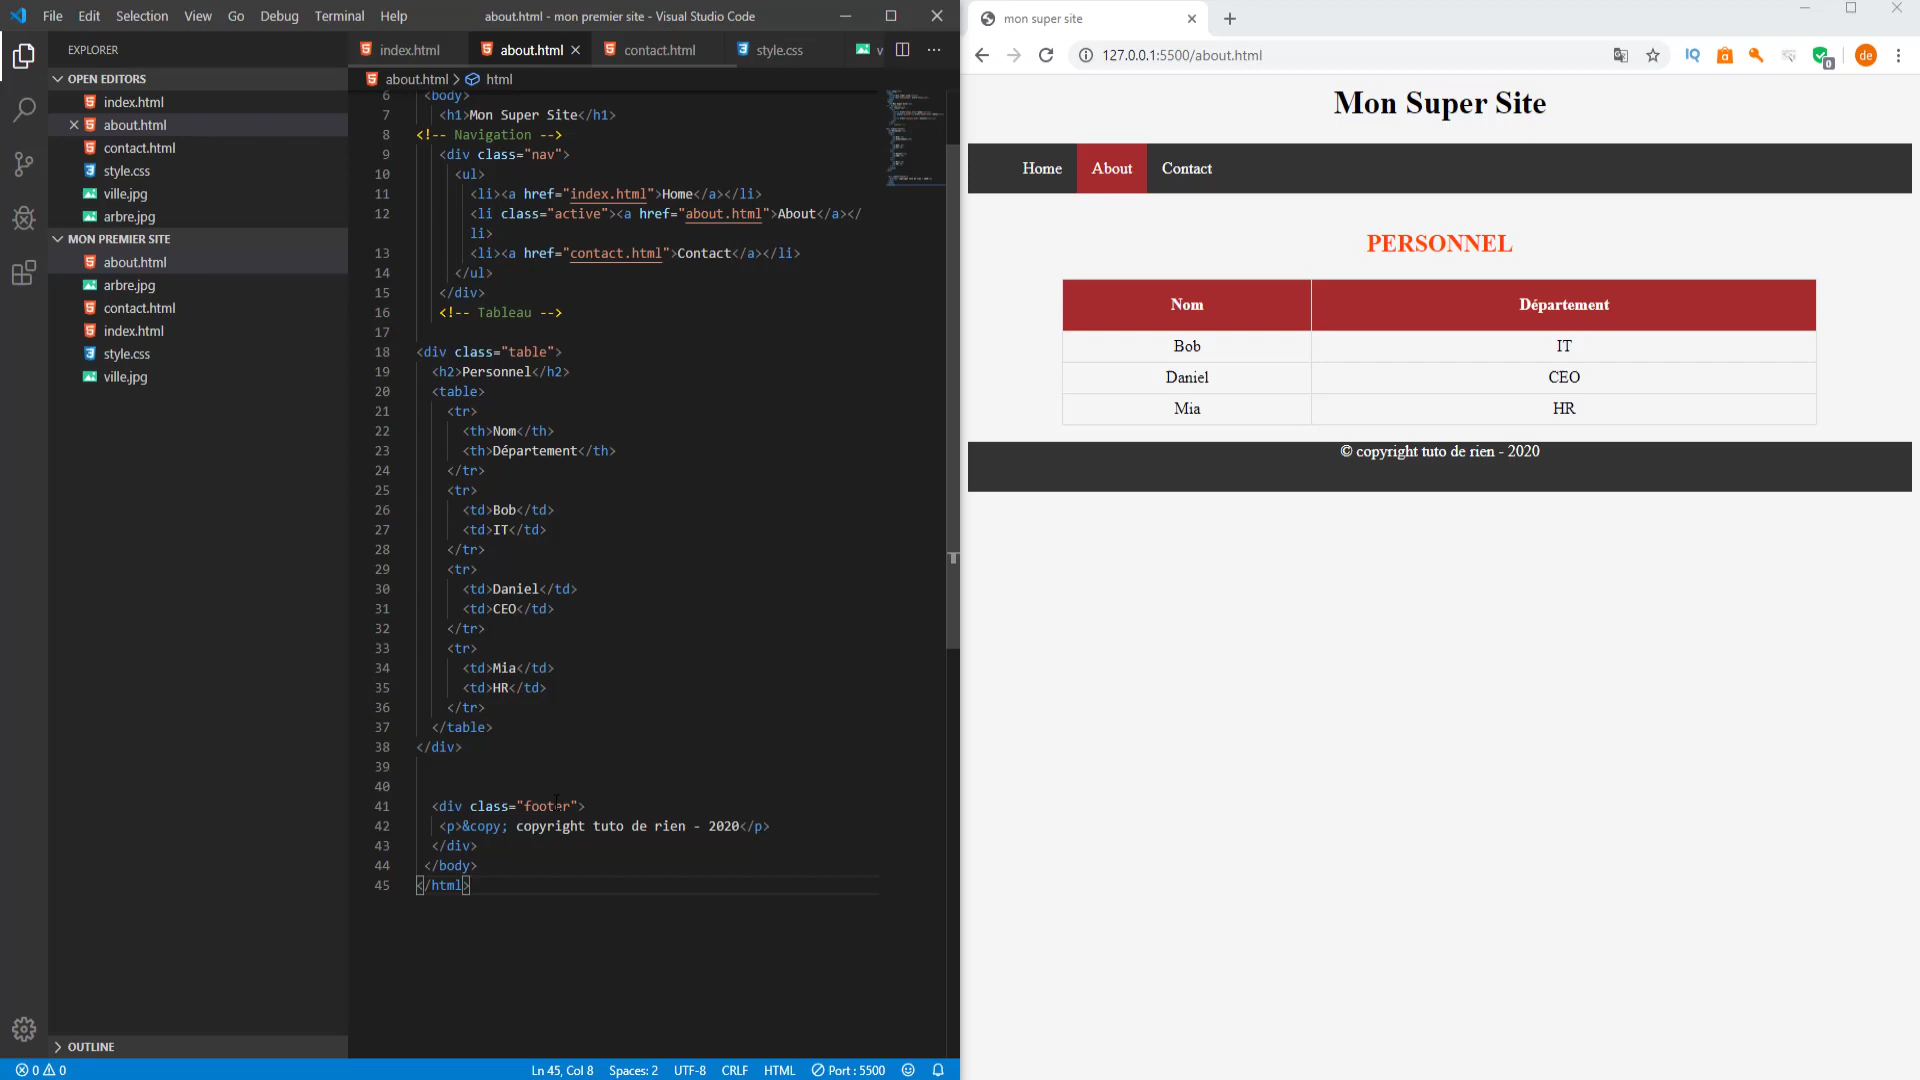 File Edit Selection View Go Debug Terminal Help
about.html - mon premier site - Visual Studio Code
EXPLORER
OPEN EDITORS
index.html
about.html
contact.html
style.css
ville.jpg
arbre.jpg
MON PREMIER SITE
about.html
arbre.jpg
contact.html
index.html
style.css
ville.jpg
OUTLINE
index.html about.html contact.html style.css v
about.html > html
6 <body>
7 <h1>Mon Super Site</h1>
8 <!-- Navigation -->
9 <div class="nav">
10 <ul>
11 <li><a href="index.html">Home</a></li>
12 <li class="active"><a href="about.html">About</a></
li>
13 <li><a href="contact.html">Contact</a></li>
14 </ul>
15 </div>
16 <!-- Tableau -->
17
18 <div class="table">
19 <h2>Personnel</h2>
20 <table>
21 <tr>
22 <th>Nom</th>
23 <th>Département</th>
24 </tr>
25 <tr>
26 <td>Bob</td>
27 <td>IT</td>
28 </tr>
29 <tr>
30 <td>Daniel</td>
31 <td>CEO</td>
32 </tr>
33 <tr>
34 <td>Mia</td>
35 <td>HR</td>
36 </tr>
37 </table>
38 </div>
39
40
41 <div class="footer">
42 <p>&copy; copyright tuto de rien - 2020</p>
43 </div>
44 </body>
45 </html>
0 0 Ln 45, Col 8 Spaces: 2 UTF-8 CRLF HTML Port : 5500
mon super site
127.0.0.1:5500/about.html
IQ a 0 de
Mon Super Site
Home About Contact
PERSONNEL
Nom Département
Bob IT
Daniel CEO
Mia HR
© copyright tuto de rien - 2020